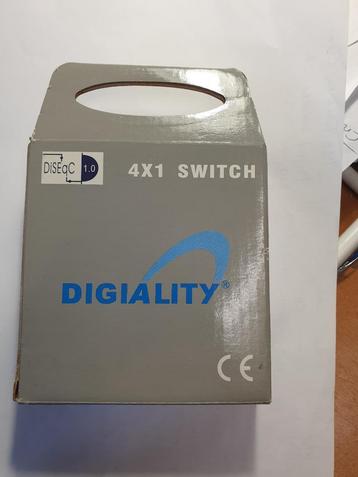 DiSEqC 1.0
4X1 SWITCH
DIGIALITY®
CE